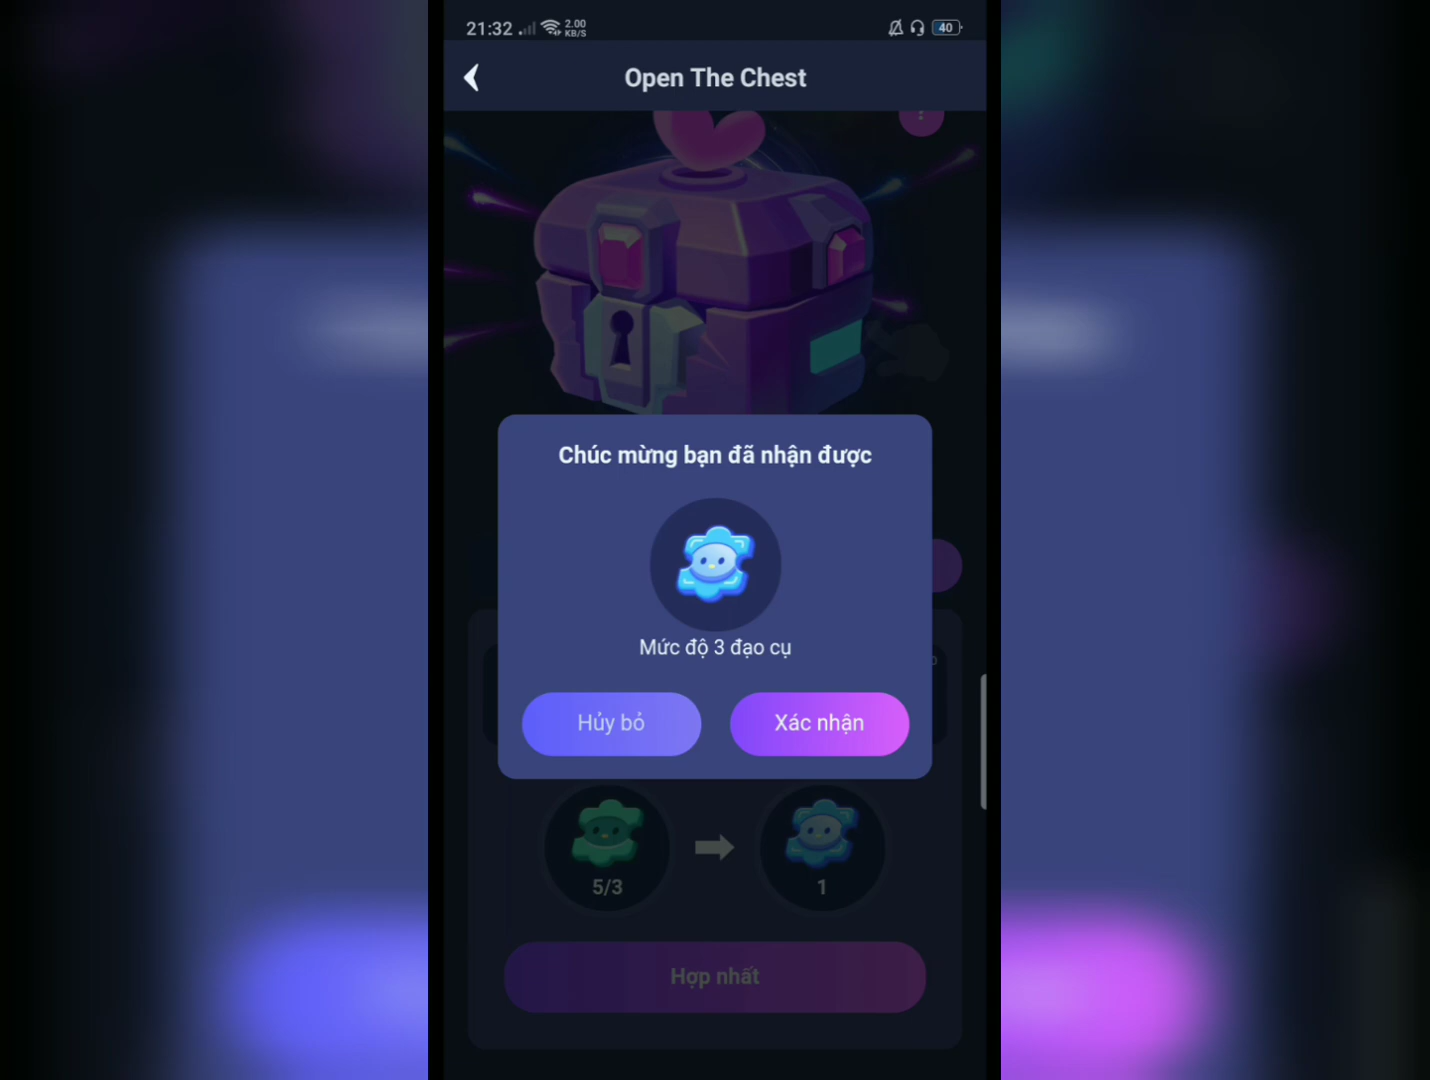 21:32 2.00 KB/S 40
Open The Chest
Chúc mừng bạn đã nhận được
Mức độ 3 đạo cụ
Hủy bỏ Xác nhận
5/3 1
Hợp nhất